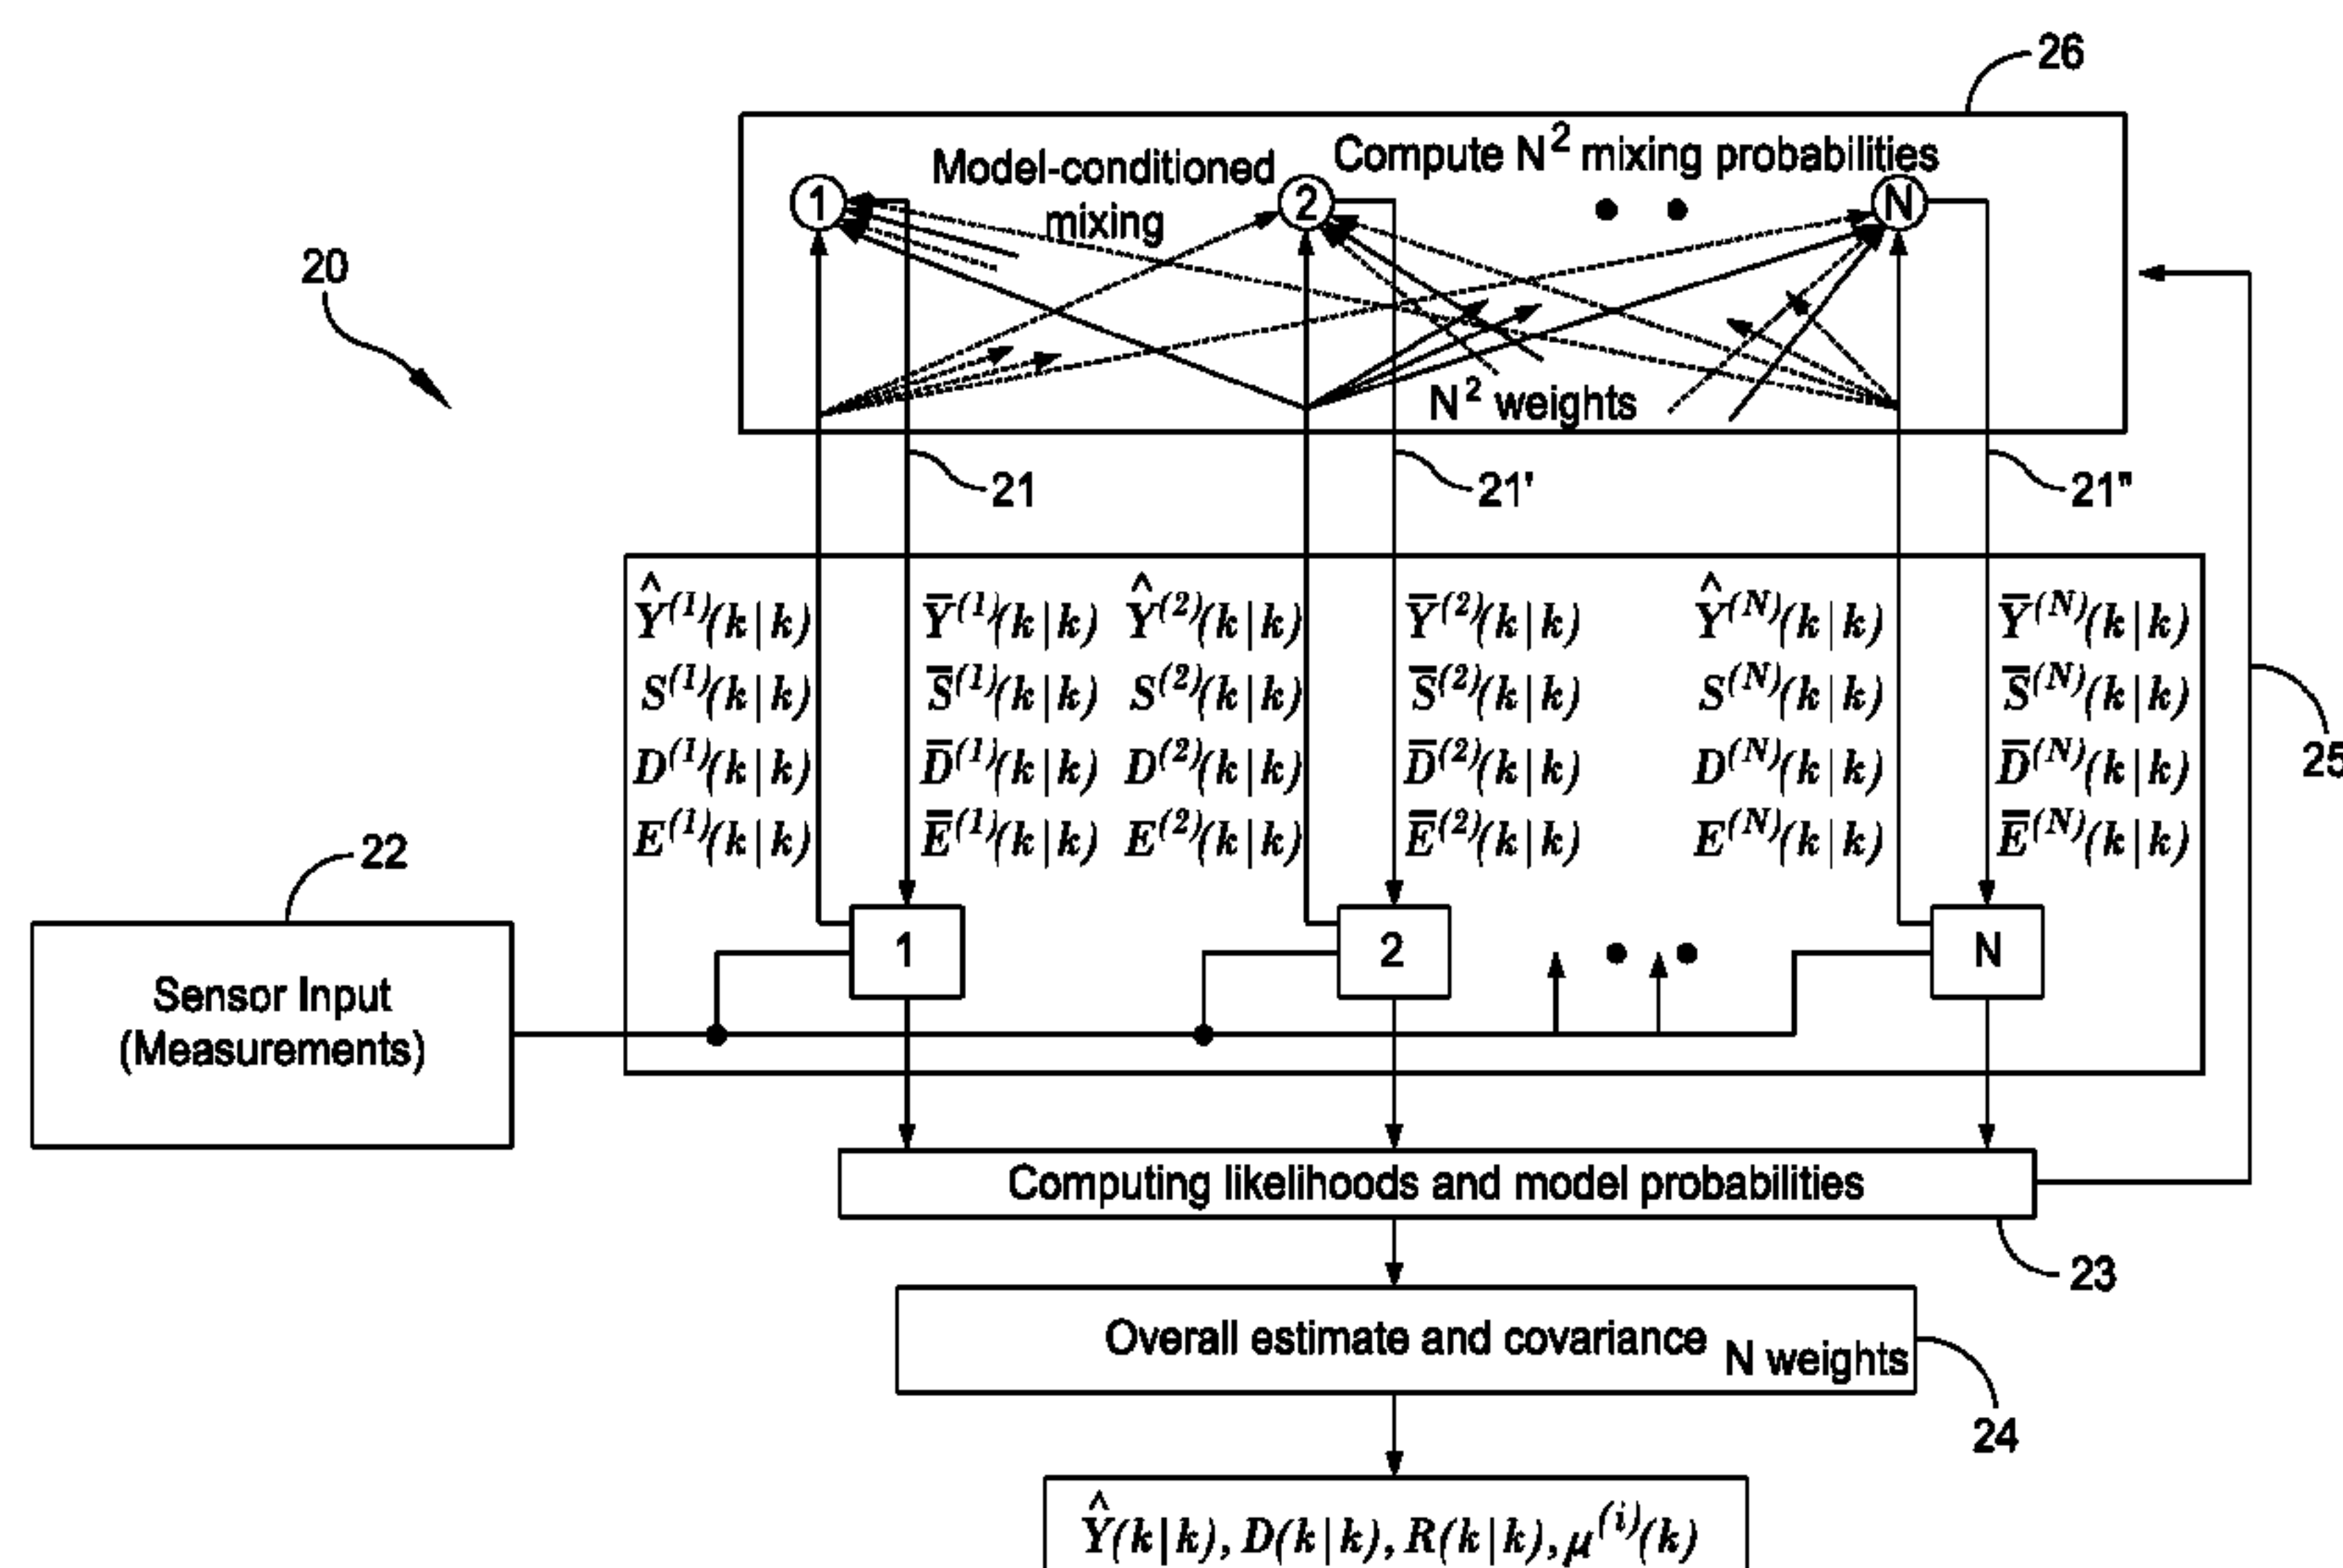 26
Model-conditioned
mixing
Compute N² mixing probabilities
1
2
N
20
N² weights
21
21'
21"
Ŷ⁽¹⁾(k|k) Y̅⁽¹⁾(k|k) Ŷ⁽²⁾(k|k) Y̅⁽²⁾(k|k) Ŷ⁽ᴺ⁾(k|k) Y̅⁽ᴺ⁾(k|k)
S⁽¹⁾(k|k) S̅⁽¹⁾(k|k) S⁽²⁾(k|k) S̅⁽²⁾(k|k) S⁽ᴺ⁾(k|k) S̅⁽ᴺ⁾(k|k)
D⁽¹⁾(k|k) D̅⁽¹⁾(k|k) D⁽²⁾(k|k) D̅⁽²⁾(k|k) D⁽ᴺ⁾(k|k) D̅⁽ᴺ⁾(k|k)
E⁽¹⁾(k|k) E̅⁽¹⁾(k|k) E⁽²⁾(k|k) E̅⁽²⁾(k|k) E⁽ᴺ⁾(k|k) E̅⁽ᴺ⁾(k|k)
25
22
Sensor Input
(Measurements)
1
2
N
Computing likelihoods and model probabilities
23
Overall estimate and covariance
N weights
24
Ŷ(k|k), D(k|k), R(k|k), μ⁽ⁱ⁾(k)